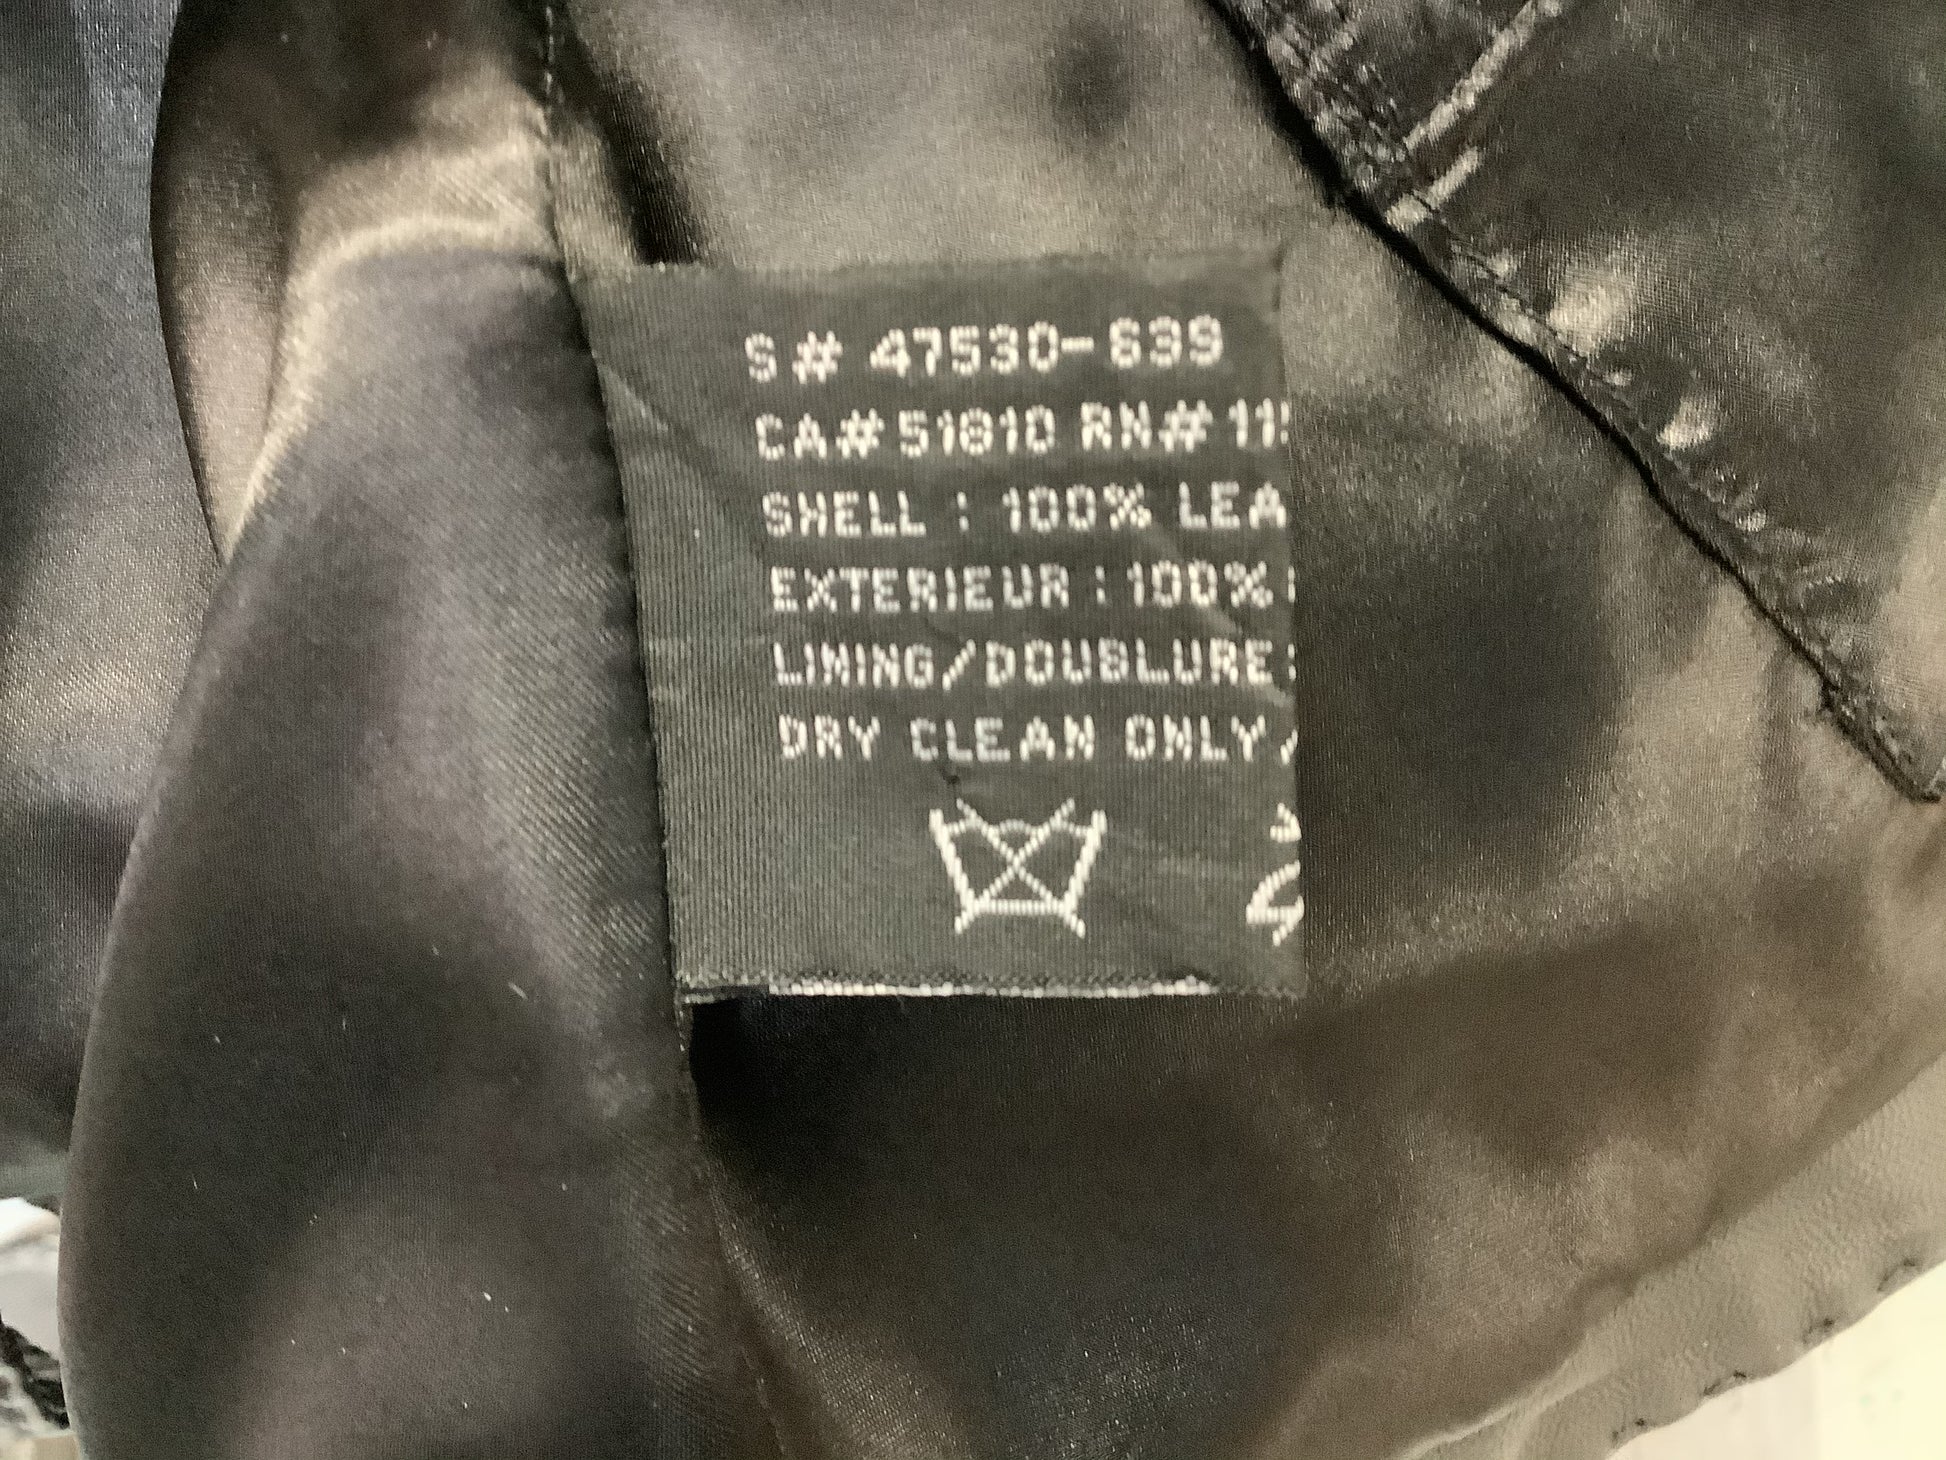 S# 47530-639
CA# 51810 RN# 11
SHELL : 100% LEA
EXTERIEUR : 100%
LINING/DOUBLURE:
DRY CLEAN ONLY/